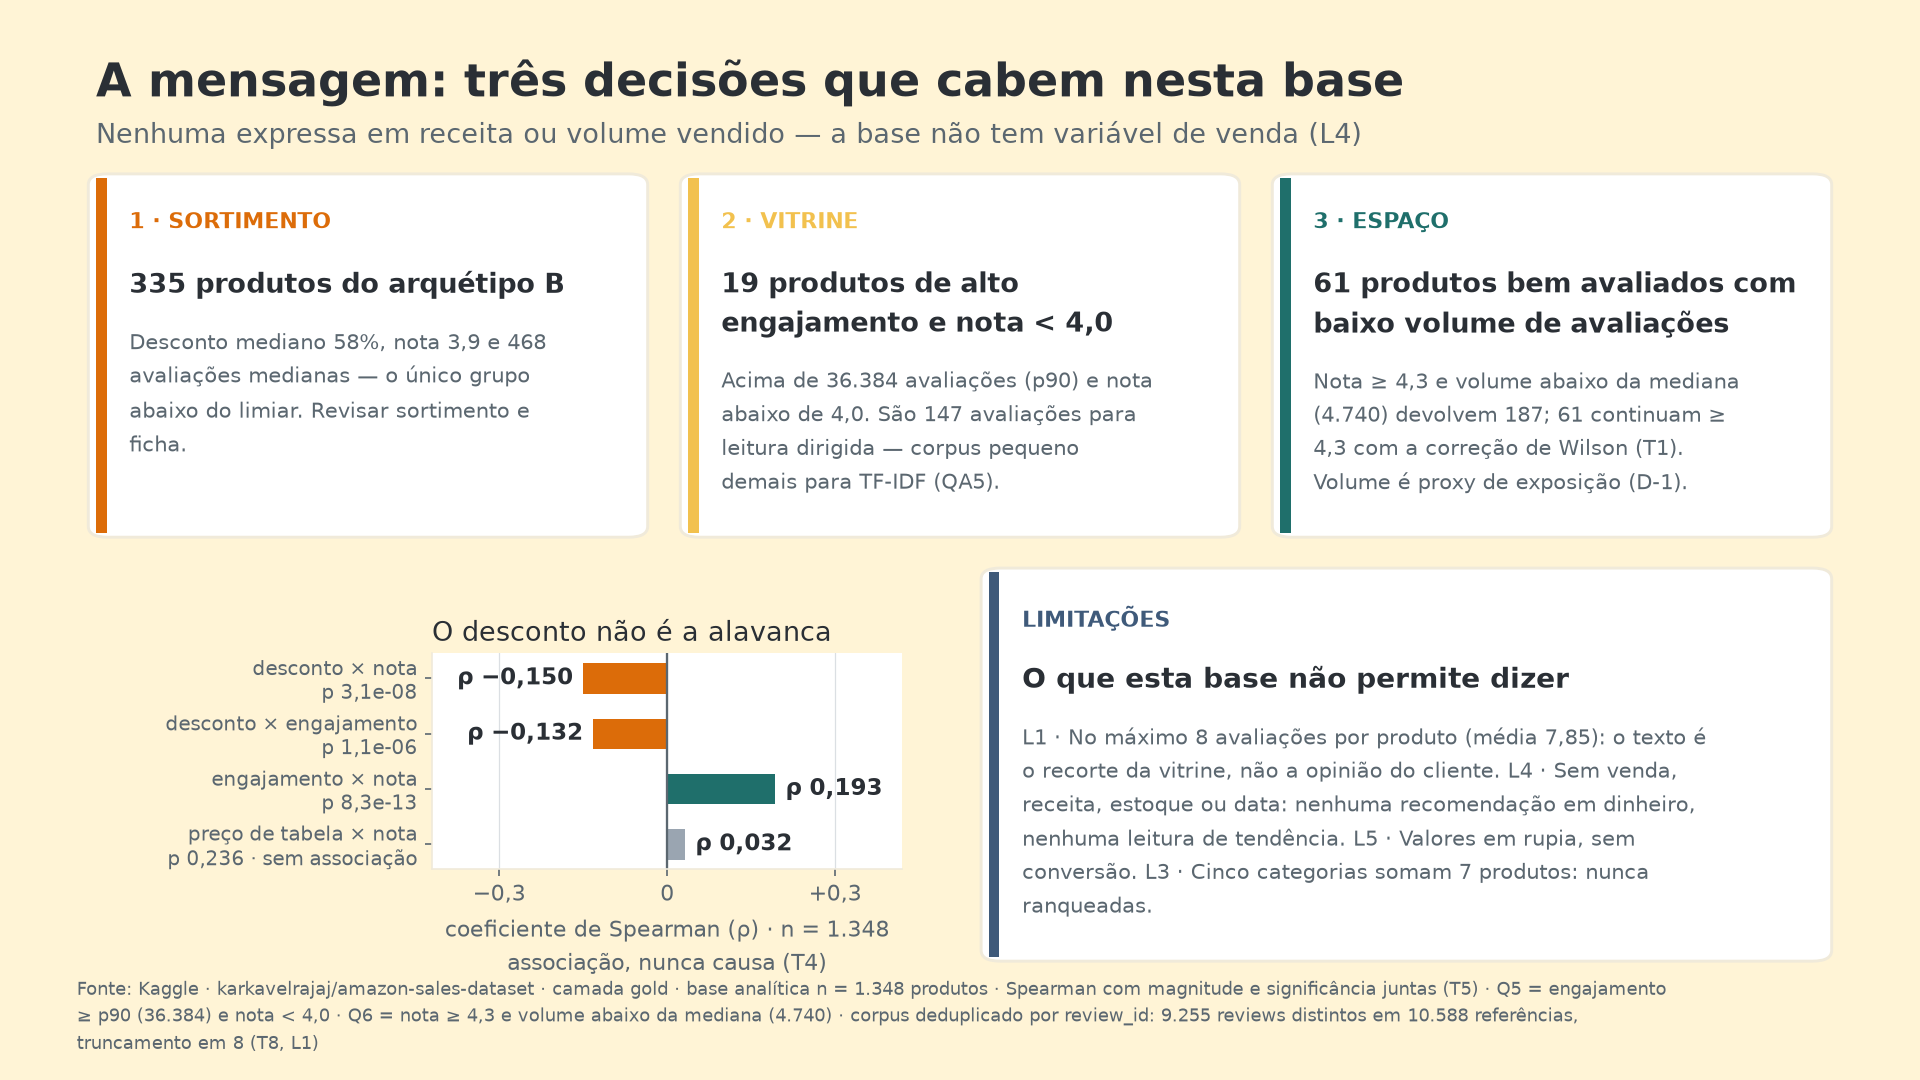 A mensagem: três decisões que cabem nesta base
Nenhuma expressa em receita ou volume vendido — a base não tem variável de venda (L4)
1 · SORTIMENTO
335 produtos do arquétipo B
Desconto mediano 58%, nota 3,9 e 468
avaliações medianas — o único grupo
abaixo do limiar. Revisar sortimento e
ficha.
2 · VITRINE
19 produtos de alto
engajamento e nota < 4,0
Acima de 36.384 avaliações (p90) e nota
abaixo de 4,0. São 147 avaliações para
leitura dirigida — corpus pequeno
demais para TF-IDF (QA5).
3 · ESPAÇO
61 produtos bem avaliados com
baixo volume de avaliações
Nota ≥ 4,3 e volume abaixo da mediana
(4.740) devolvem 187; 61 continuam ≥
4,3 com a correção de Wilson (T1).
Volume é proxy de exposição (D-1).
O desconto não é a alavanca
desconto × nota
p 3,1e-08
ρ −0,150
desconto × engajamento
p 1,1e-06
ρ −0,132
engajamento × nota
p 8,3e-13
ρ 0,193
preço de tabela × nota
p 0,236 · sem associação
ρ 0,032
−0,3
0
+0,3
coeficiente de Spearman (ρ) · n = 1.348
associação, nunca causa (T4)
LIMITAÇÕES
O que esta base não permite dizer
L1 · No máximo 8 avaliações por produto (média 7,85): o texto é
o recorte da vitrine, não a opinião do cliente. L4 · Sem venda,
receita, estoque ou data: nenhuma recomendação em dinheiro,
nenhuma leitura de tendência. L5 · Valores em rupia, sem
conversão. L3 · Cinco categorias somam 7 produtos: nunca
ranqueadas.
Fonte: Kaggle · karkavelrajaj/amazon-sales-dataset · camada gold · base analítica n = 1.348 produtos · Spearman com magnitude e significância juntas (T5) · Q5 = engajamento
≥ p90 (36.384) e nota < 4,0 · Q6 = nota ≥ 4,3 e volume abaixo da mediana (4.740) · corpus deduplicado por review_id: 9.255 reviews distintos em 10.588 referências,
truncamento em 8 (T8, L1)